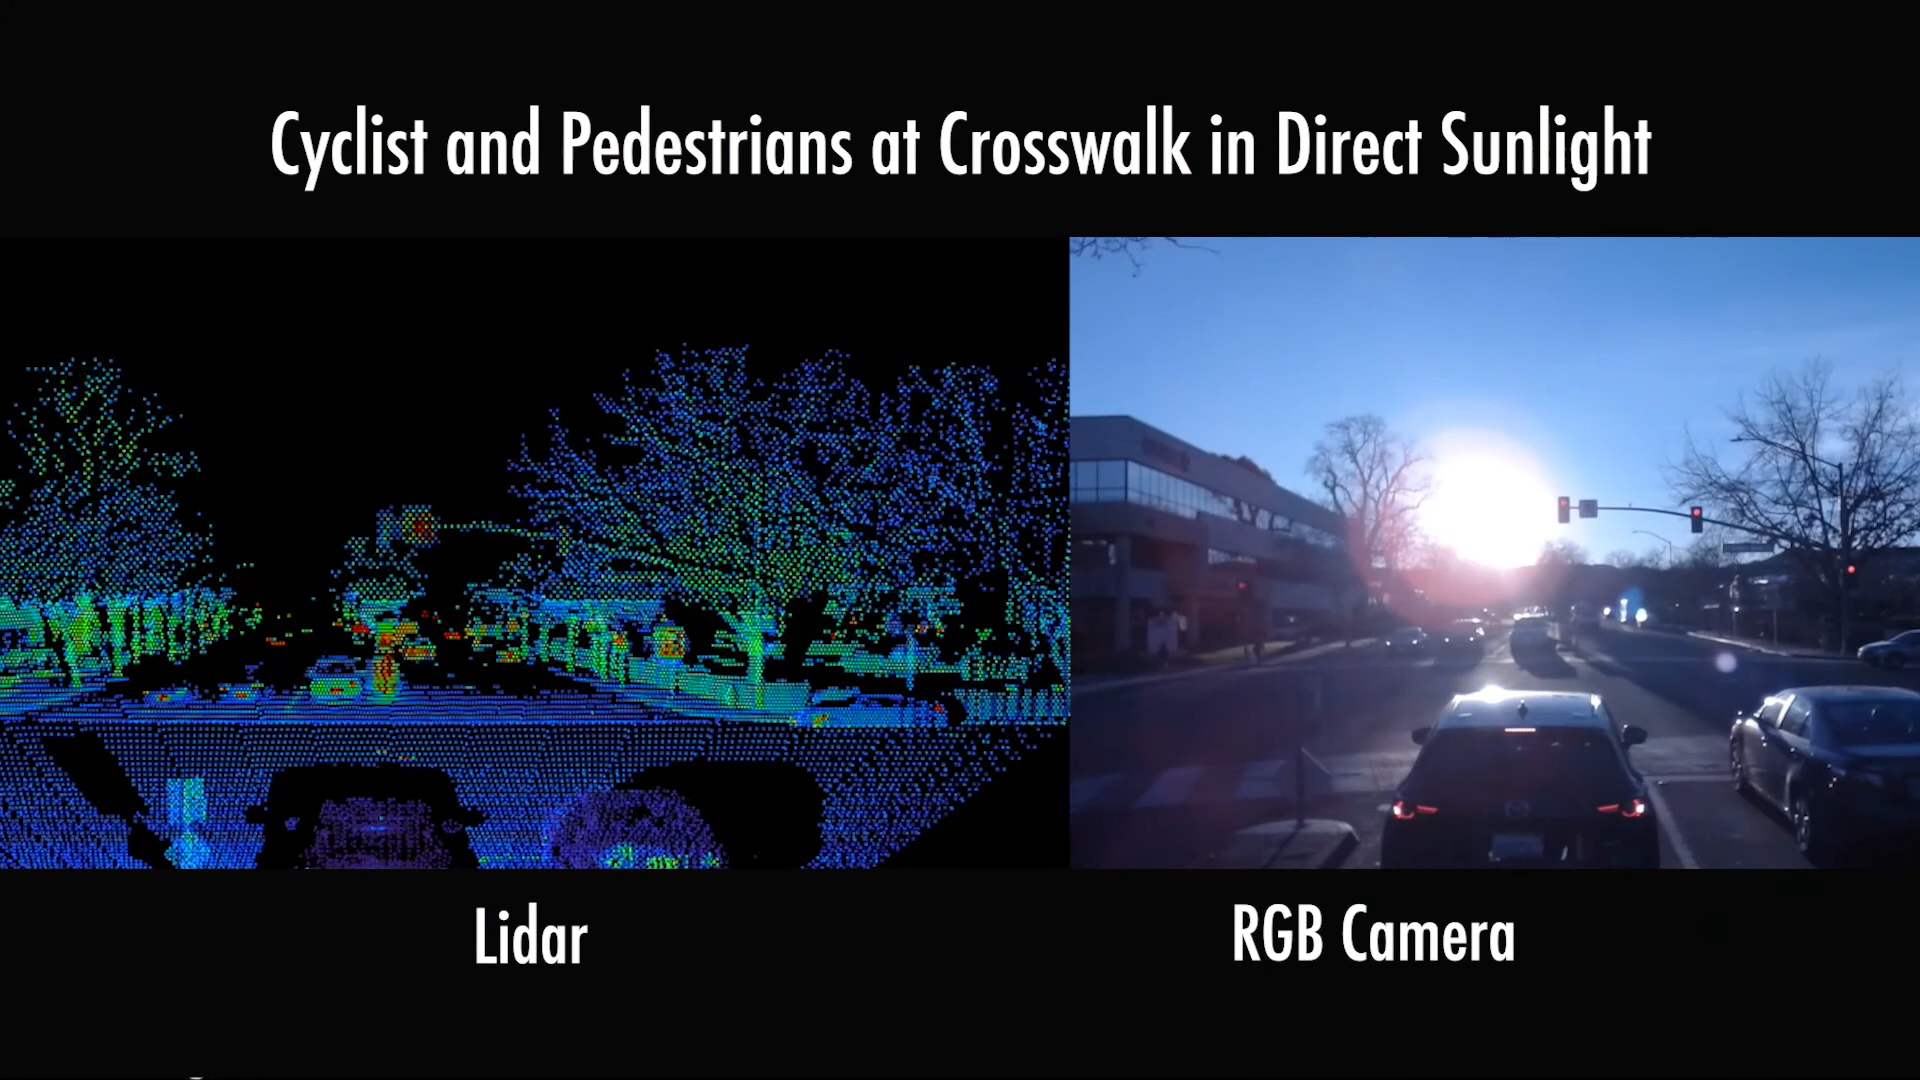 Cyclist and Pedestrians at Crosswalk in Direct Sunlight
Lidar
RGB Camera